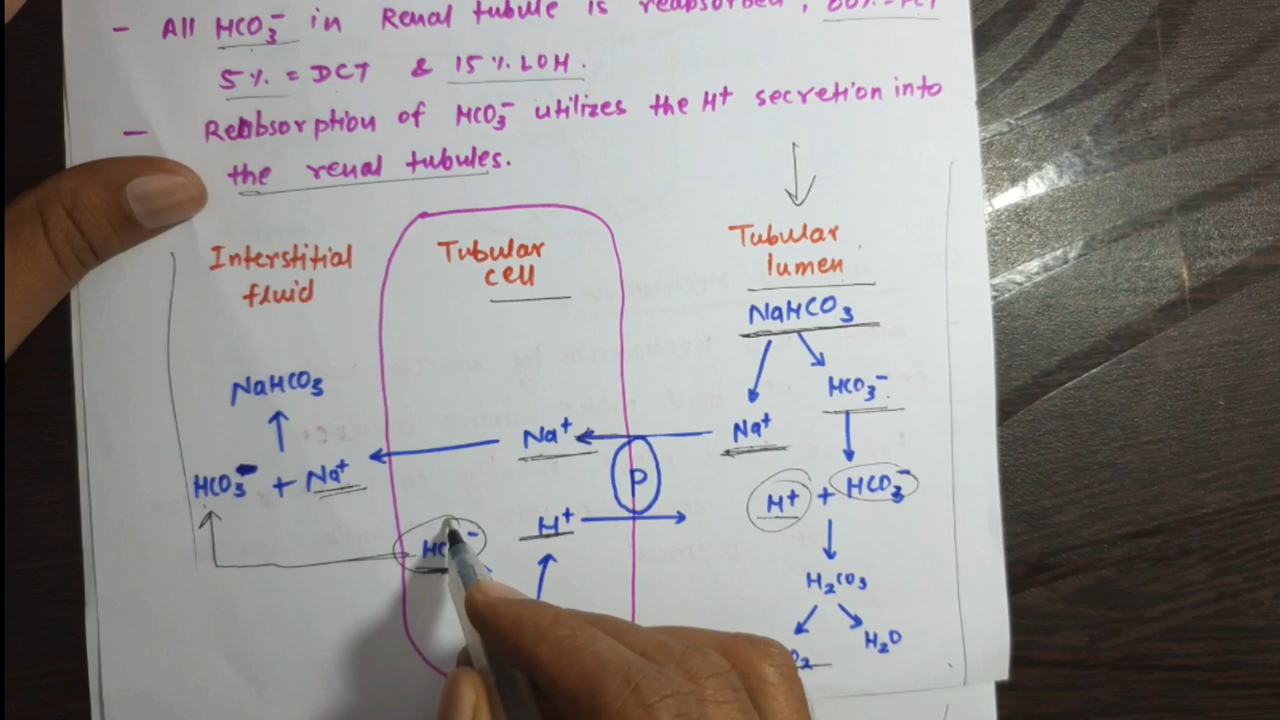 - All HCO3⁻ in Renal tubule is reabsorbed,
5% = DCT & 15% LOH.
- Reabsorption of HCO3⁻ utilizes the H⁺ secretion into
the renal tubules.
Interstitial
fluid
Tubular
cell
Tubular
lumen
NaHCO3
NaHCO3
HCO3⁻
Na⁺
Na⁺
HCO3⁻ + Na⁺
P
H⁺ + HCO3⁻
H⁺
H2CO3
H2O